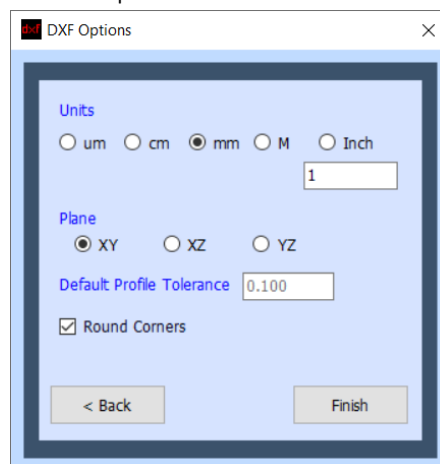 dxf DXF Options
Units
um cm mm M Inch
1
Plane
XY XZ YZ
Default Profile Tolerance 0.100
Round Corners
< Back Finish